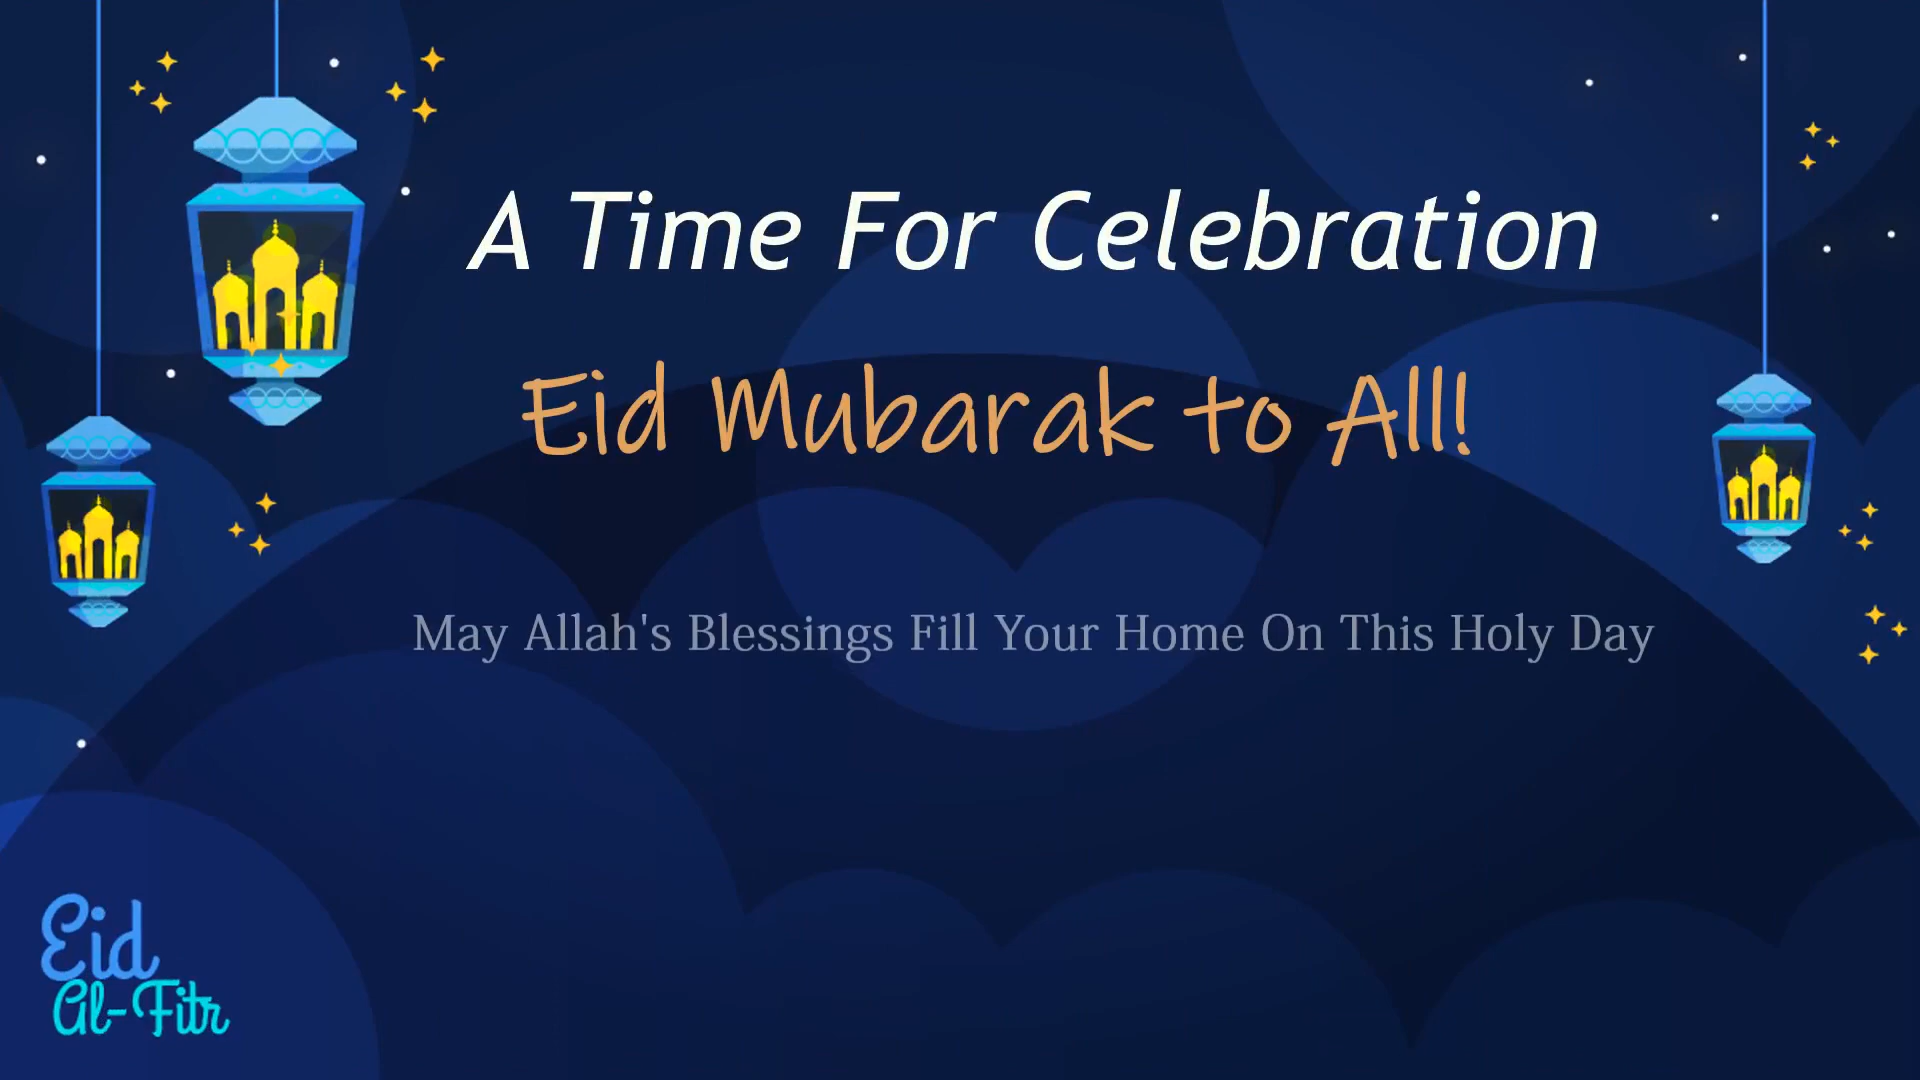 A Time For Celebration
Eid Mubarak to All!
May Allah's Blessings Fill Your Home On This Holy Day
Eid
Al-Fitr